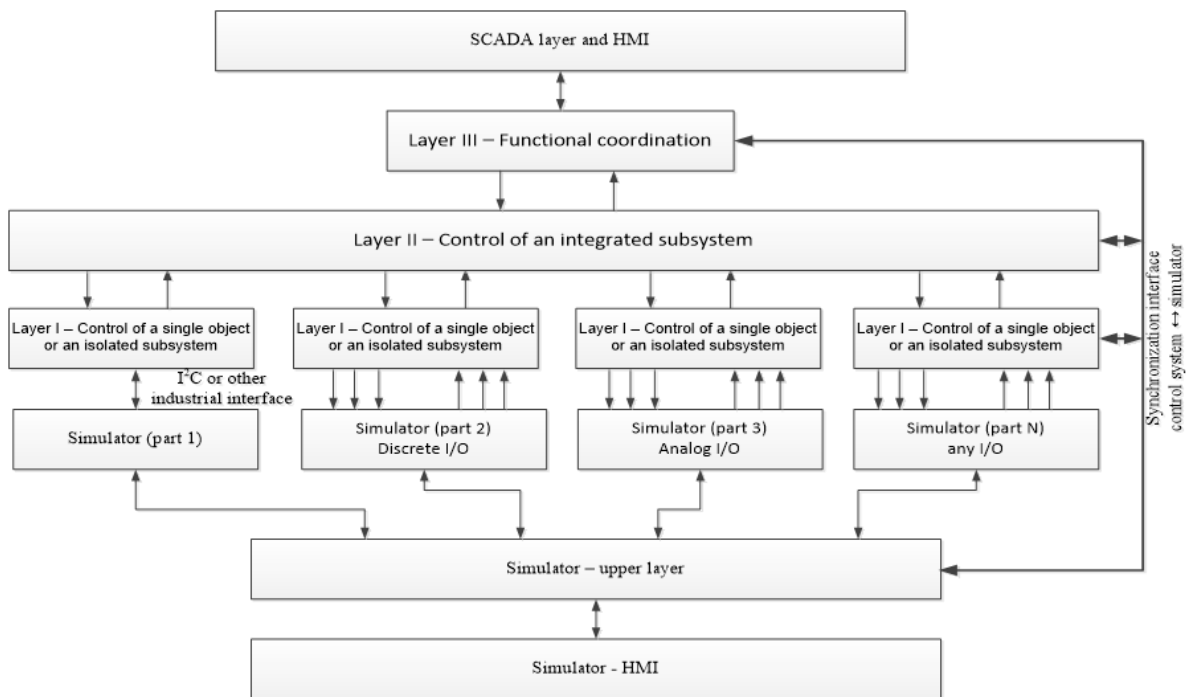 SCADA layer and HMI
Layer III – Functional coordination
Layer II – Control of an integrated subsystem
Layer I – Control of a single object
or an isolated subsystem
Layer I – Control of a single object
or an isolated subsystem
Layer I – Control of a single object
or an isolated subsystem
Layer I – Control of a single object
or an isolated subsystem
I²C or other
industrial interface
Simulator (part 1)
Simulator (part 2)
Discrete I/O
Simulator (part 3)
Analog I/O
Simulator (part N)
any I/O
Synchronization interface
control system ↔ simulator
Simulator – upper layer
Simulator - HMI